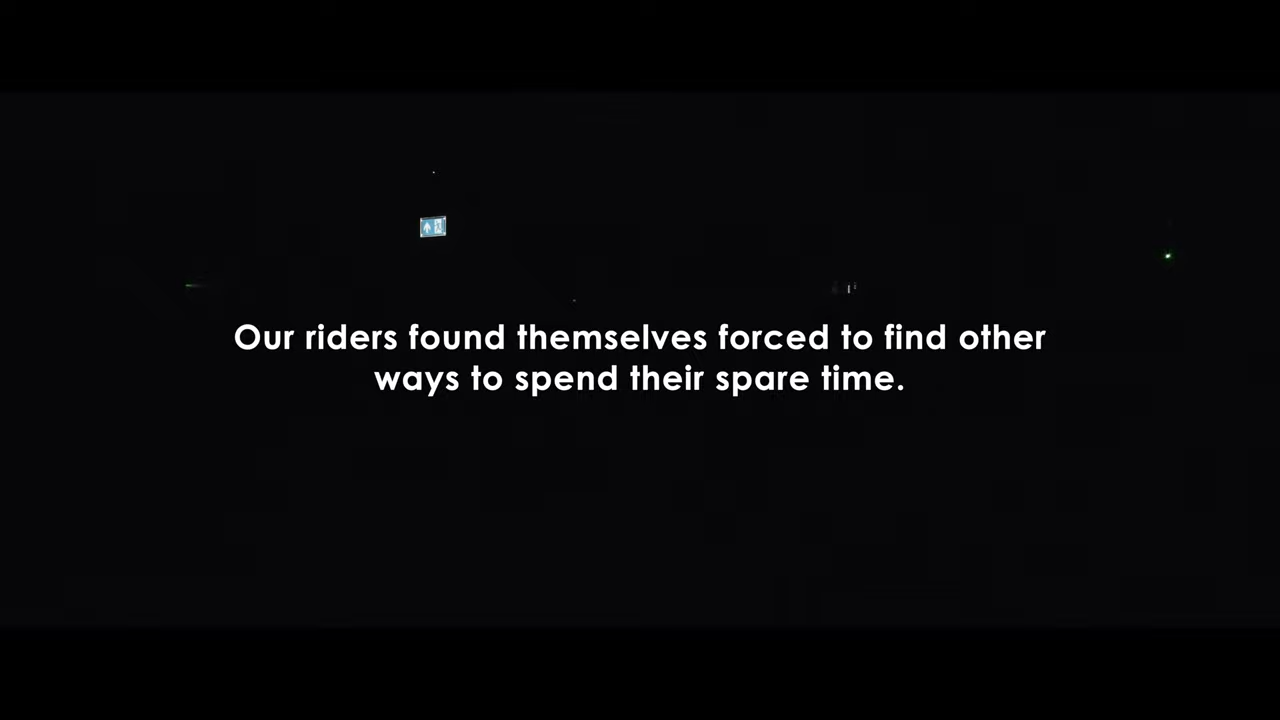 Our riders found themselves forced to find other
ways to spend their spare time.